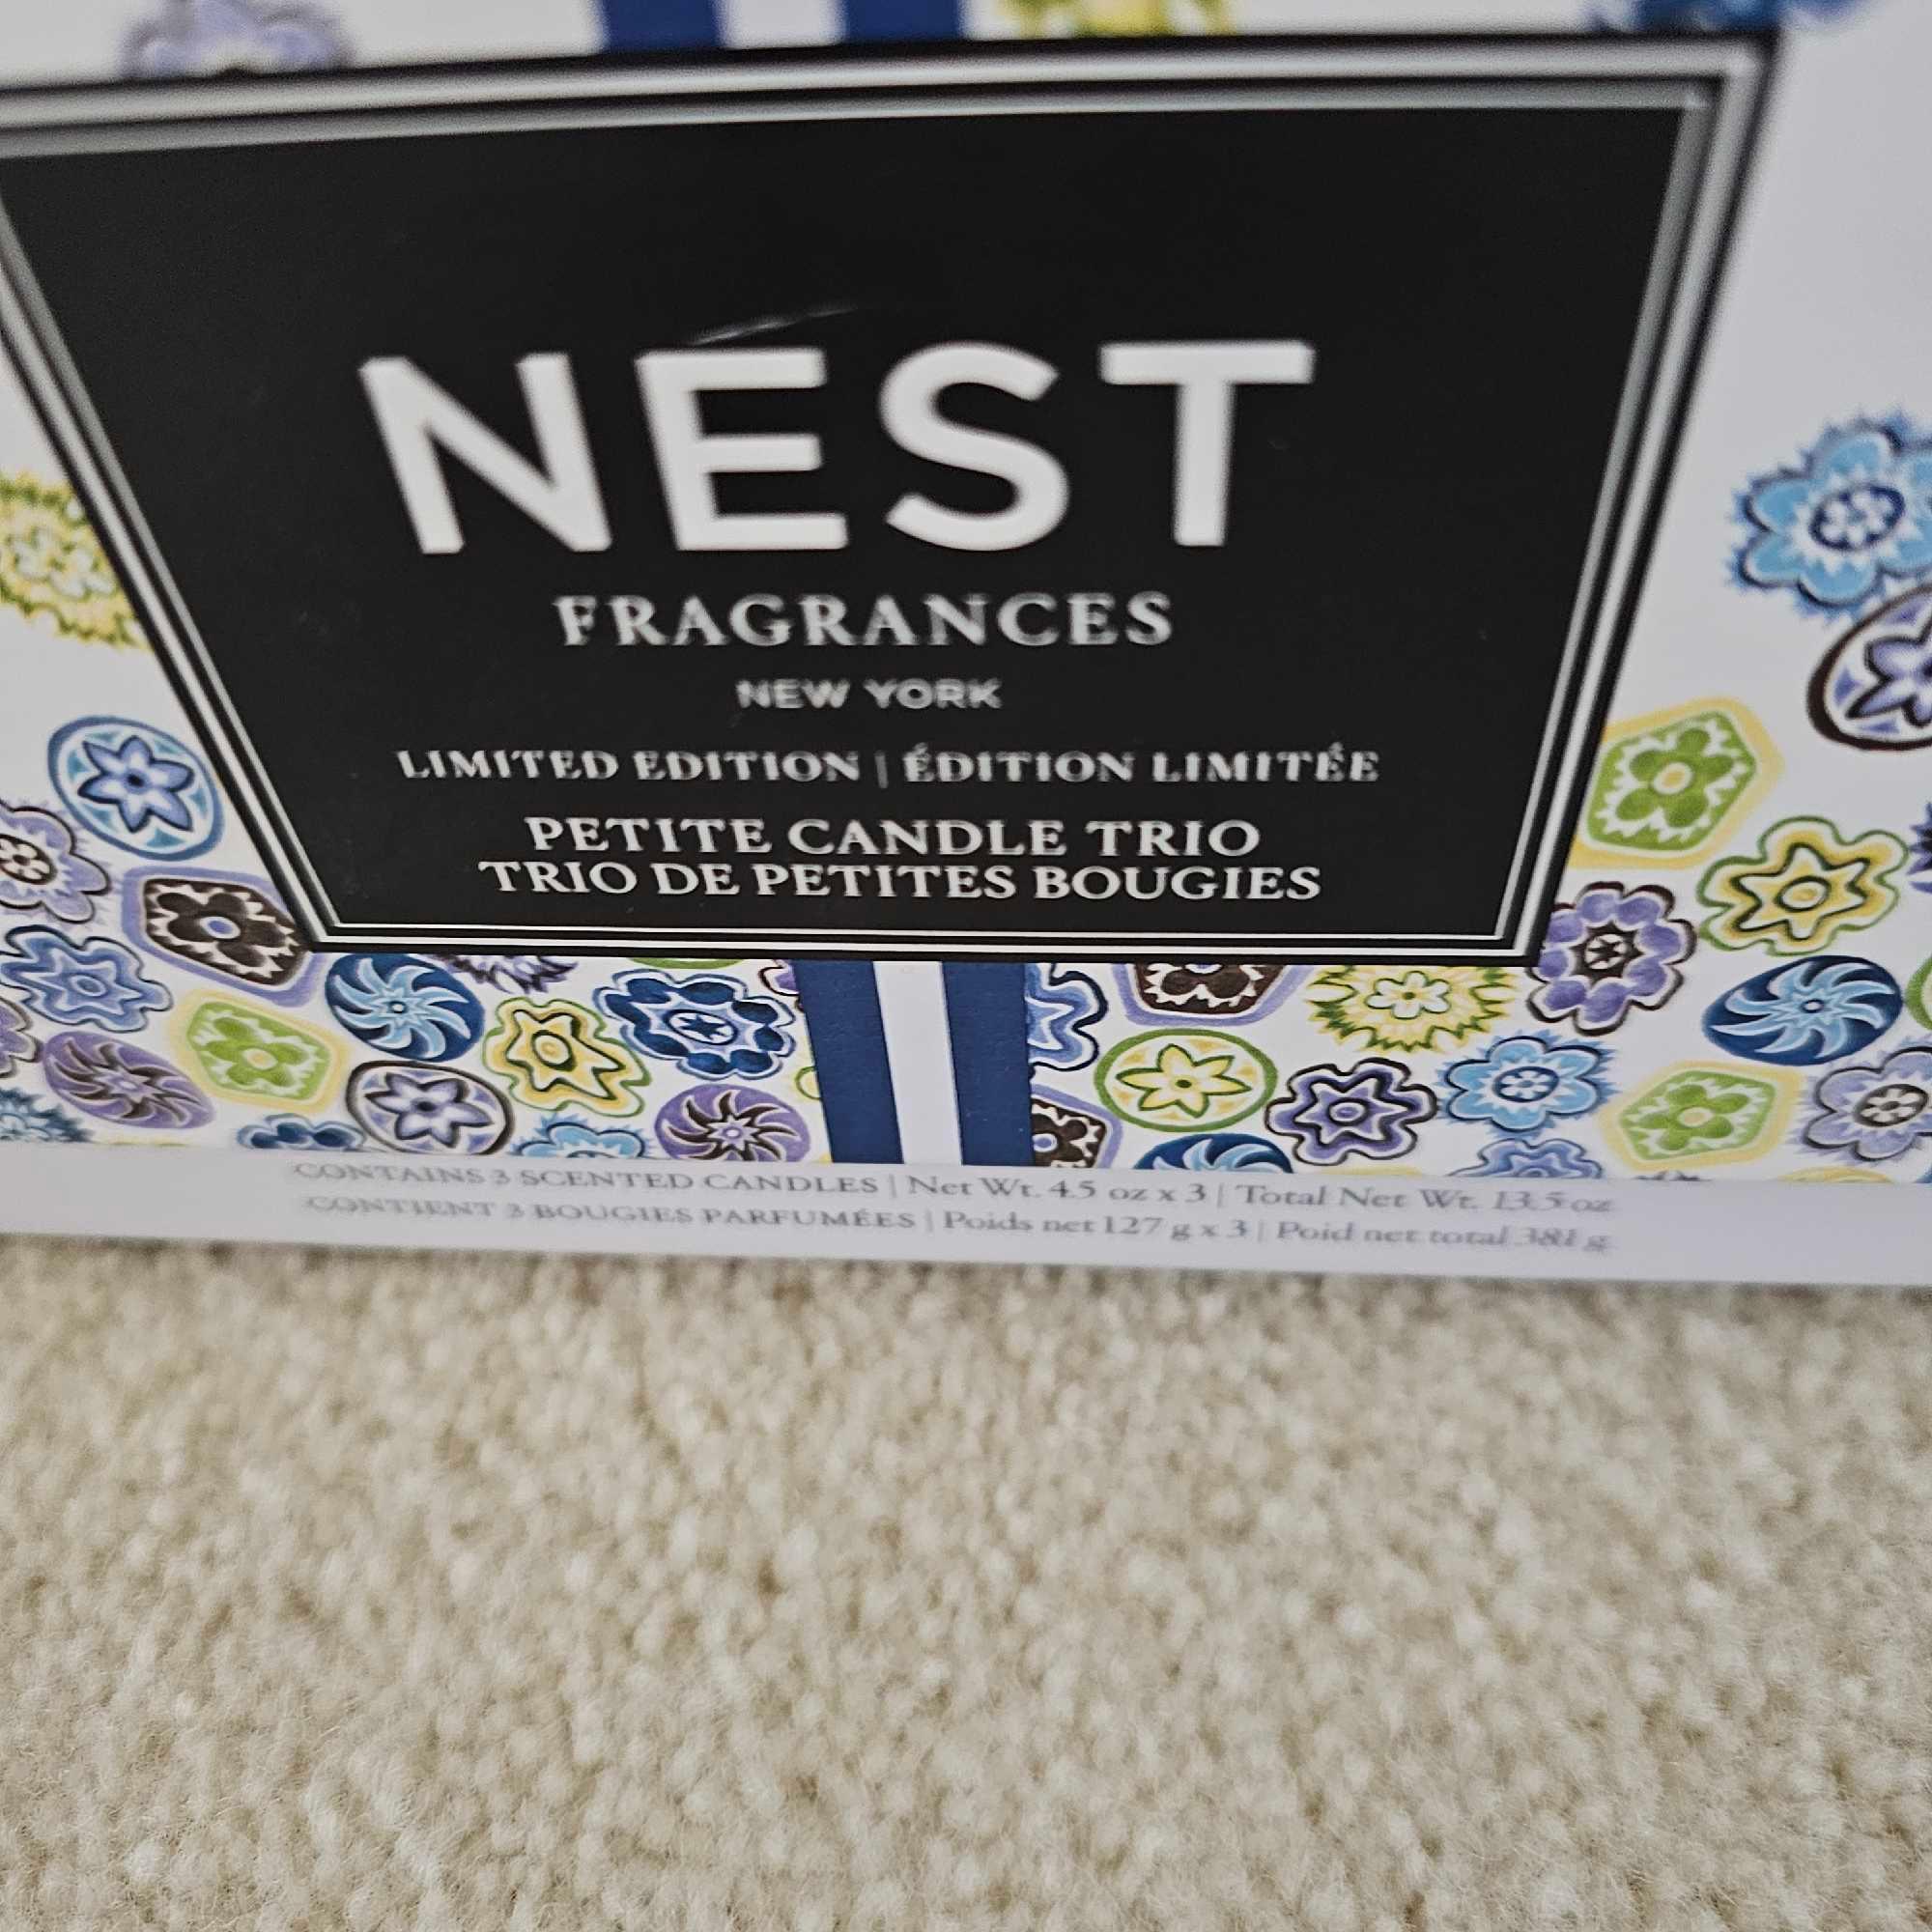 NEST
FRAGRANCES
NEW YORK
LIMITED EDITION | ÉDITION LIMITÉE
PETITE CANDLE TRIO
TRIO DE PETITES BOUGIES
CONTAINS 3 SCENTED CANDLES | Net Wt. 4.5 oz x 3 | Total Net Wt. 13.5 oz
CONTIENT 3 BOUGIES PARFUMÉES | Poids net 127 g x 3 | Poid net total 381 g